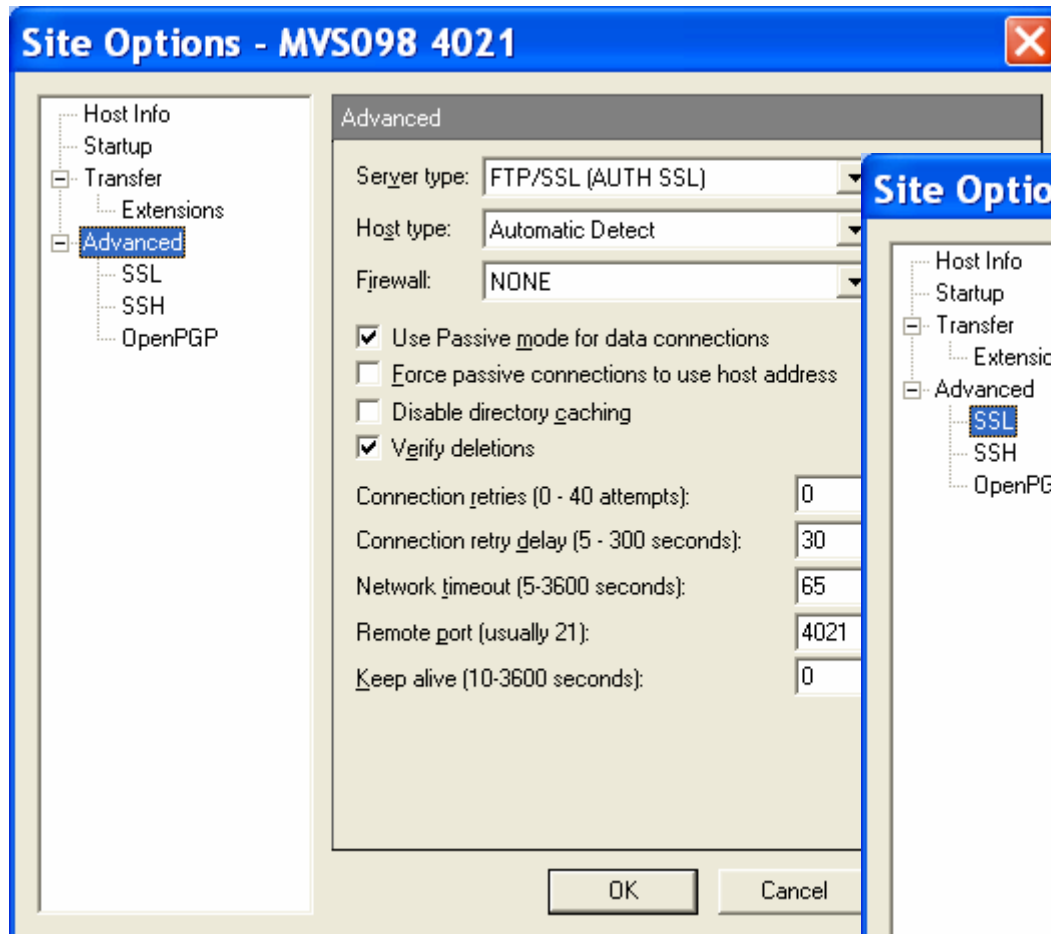 Site Options - MVS098 4021
Host Info
Startup
Transfer
Extensions
Advanced
SSL
SSH
OpenPGP
Advanced
Server type: FTP/SSL (AUTH SSL)
Host type: Automatic Detect
Firewall: NONE
Use Passive mode for data connections
Force passive connections to use host address
Disable directory caching
Verify deletions
Connection retries (0 - 40 attempts): 0
Connection retry delay (5 - 300 seconds): 30
Network timeout (5-3600 seconds): 65
Remote port (usually 21): 4021
Keep alive (10-3600 seconds): 0
OK Cancel
Site Optio
Host Info
Startup
Transfer
Extensio
Advanced
SSL
SSH
OpenPG